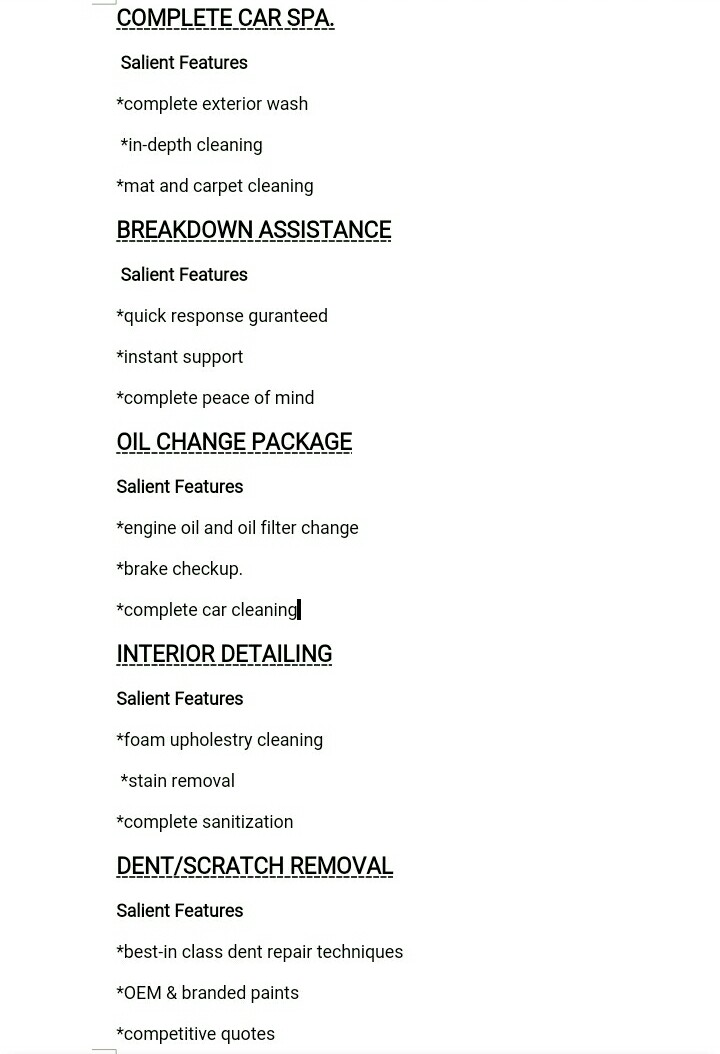 COMPLETE CAR SPA.
Salient Features
*complete exterior wash
*in-depth cleaning
*mat and carpet cleaning
BREAKDOWN ASSISTANCE
Salient Features
*quick response guranteed
*instant support
*complete peace of mind
OIL CHANGE PACKAGE
Salient Features
*engine oil and oil filter change
*brake checkup.
*complete car cleaning
INTERIOR DETAILING
Salient Features
*foam upholestry cleaning
*stain removal
*complete sanitization
DENT/SCRATCH REMOVAL
Salient Features
*best-in class dent repair techniques
*OEM & branded paints
*competitive quotes